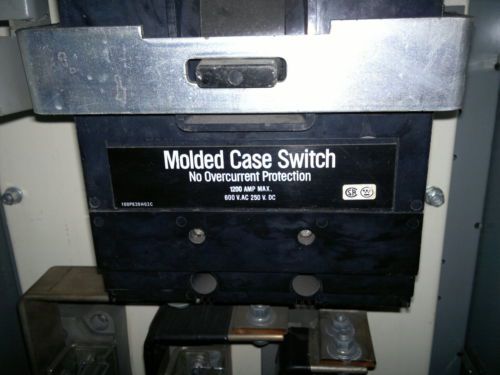 Molded Case Switch
No Overcurrent Protection
1200 AMP MAX.
600 V.AC 250 V. DC